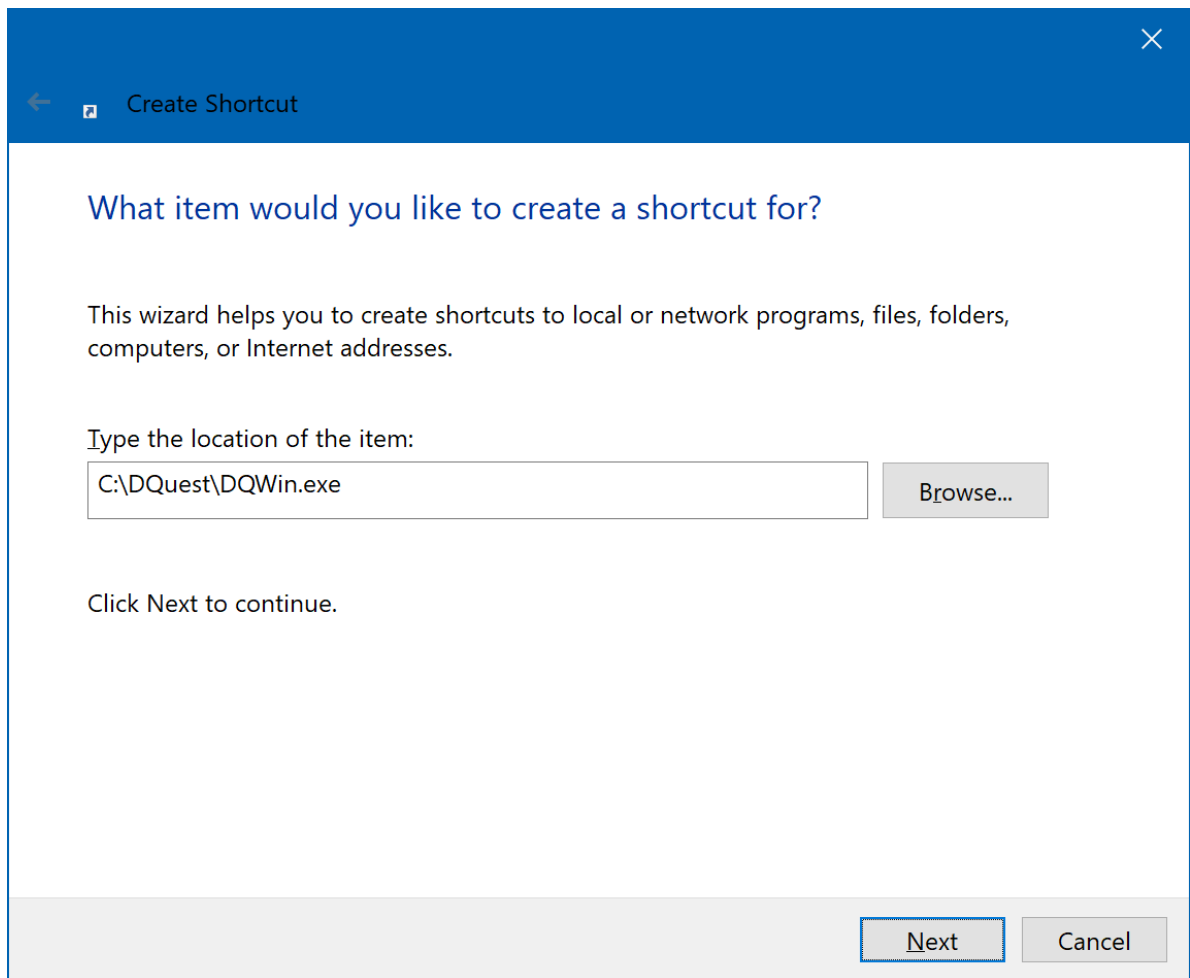 Create Shortcut
What item would you like to create a shortcut for?
This wizard helps you to create shortcuts to local or network programs, files, folders,
computers, or Internet addresses.
Type the location of the item:
C:\DQuest\DQWin.exe
Browse...
Click Next to continue.
Next
Cancel